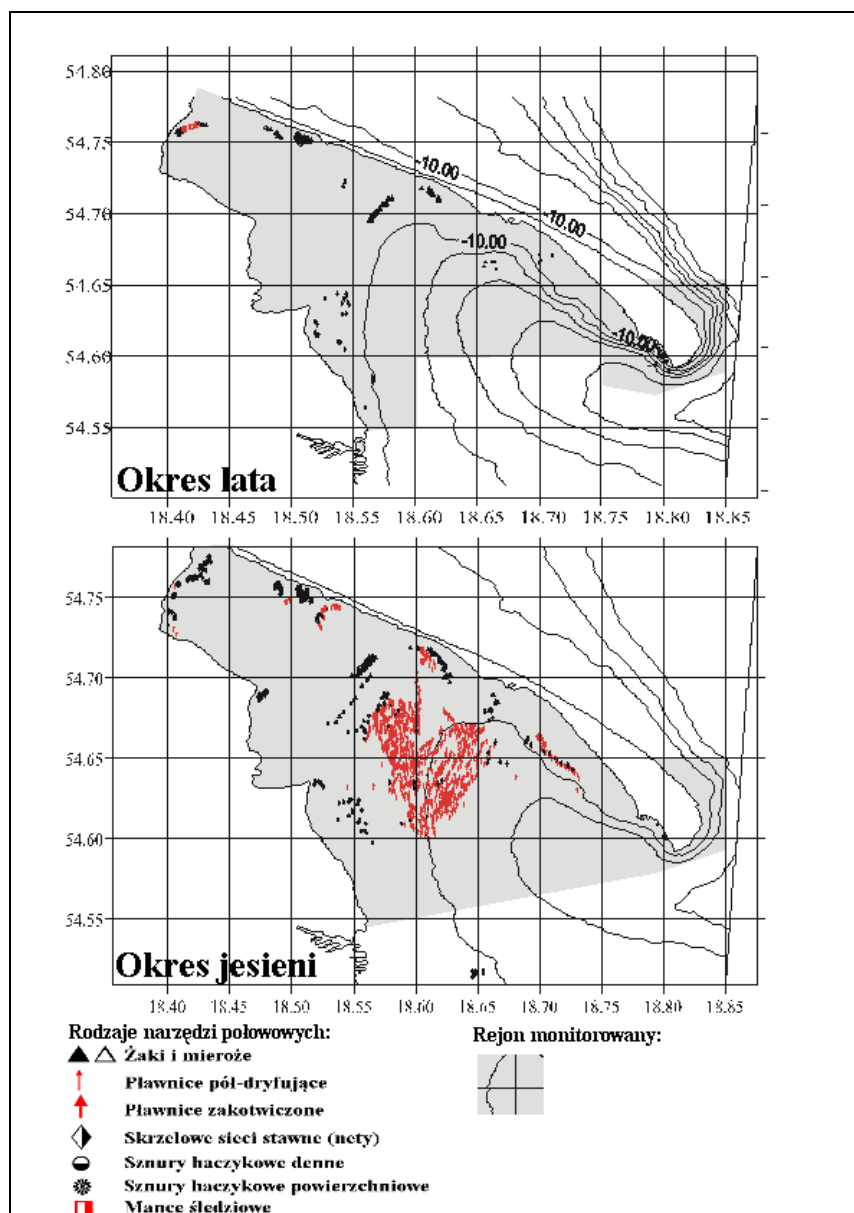 54.80
54.75
54.70
51.65
54.60
54.55
-10.00
-10.00
-10.00
-10.00
Okres lata
18.40 18.45 18.50 18.55 18.60 18.67 18.70 18.75 18.80 18.85
54.75
54.70
54.65
54.60
54.55
Okres jesieni
18.40 18.45 18.50 18.55 18.60 18.65 18.70 18.75 18.80 18.85
Rodzaje narzędzi połowowych:
Żaki i mieroże
Pławnice pół-dryfujące
Pławnice zakotwiczone
Skrzelowe sieci stawne (nety)
Sznury haczykowe denne
Sznury haczykowe powierzchniowe
Mance śledziowe
Rejon monitorowany: